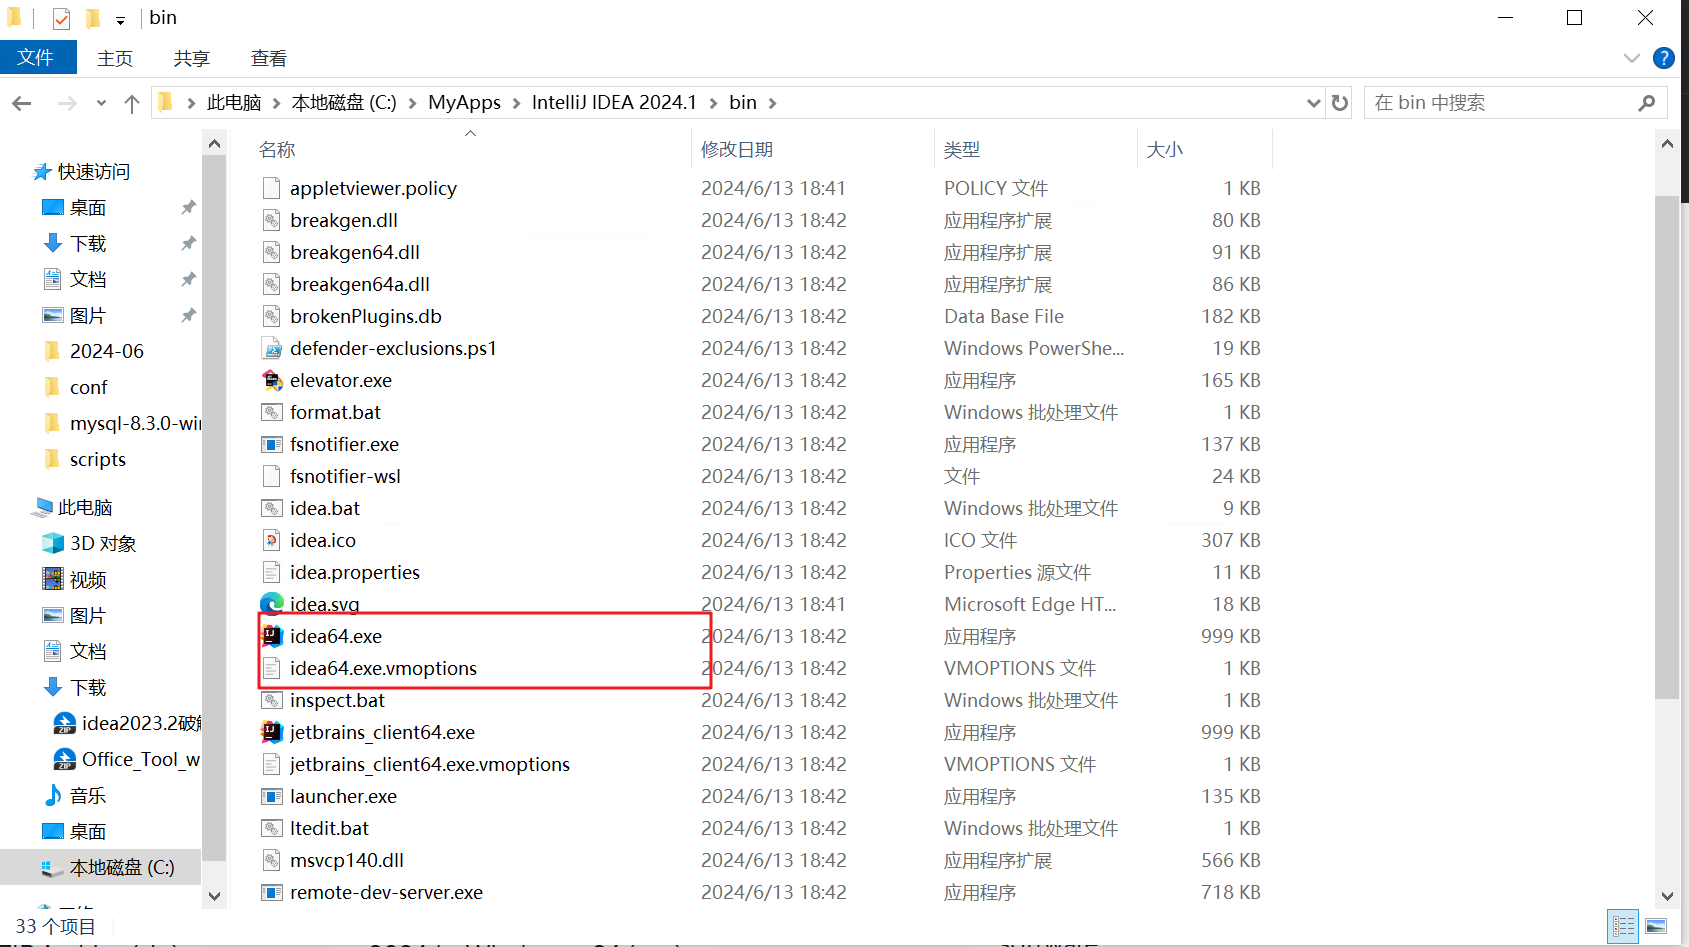 bin
文件 主页 共享 查看
此电脑 本地磁盘 (C:) MyApps IntelliJ IDEA 2024.1 bin 在 bin 中搜索
名称 修改日期 类型 大小
快速访问
桌面
下载
文档
图片
2024-06
conf
mysql-8.3.0-wi
scripts
此电脑
3D 对象
视频
图片
文档
下载
idea2023.2破
Office_Tool_w
音乐
桌面
本地磁盘 (C:)
appletviewer.policy 2024/6/13 18:41 POLICY 文件 1 KB
breakgen.dll 2024/6/13 18:42 应用程序扩展 80 KB
breakgen64.dll 2024/6/13 18:42 应用程序扩展 91 KB
breakgen64a.dll 2024/6/13 18:42 应用程序扩展 86 KB
brokenPlugins.db 2024/6/13 18:42 Data Base File 182 KB
defender-exclusions.ps1 2024/6/13 18:42 Windows PowerShe... 19 KB
elevator.exe 2024/6/13 18:42 应用程序 165 KB
format.bat 2024/6/13 18:42 Windows 批处理文件 1 KB
fsnotifier.exe 2024/6/13 18:42 应用程序 137 KB
fsnotifier-wsl 2024/6/13 18:42 文件 24 KB
idea.bat 2024/6/13 18:42 Windows 批处理文件 9 KB
idea.ico 2024/6/13 18:42 ICO 文件 307 KB
idea.properties 2024/6/13 18:42 Properties 源文件 11 KB
idea.svg 2024/6/13 18:41 Microsoft Edge HT... 18 KB
idea64.exe 2024/6/13 18:42 应用程序 999 KB
idea64.exe.vmoptions 2024/6/13 18:42 VMOPTIONS 文件 1 KB
inspect.bat 2024/6/13 18:42 Windows 批处理文件 1 KB
jetbrains_client64.exe 2024/6/13 18:42 应用程序 999 KB
jetbrains_client64.exe.vmoptions 2024/6/13 18:42 VMOPTIONS 文件 1 KB
launcher.exe 2024/6/13 18:42 应用程序 135 KB
ltedit.bat 2024/6/13 18:42 Windows 批处理文件 1 KB
msvcp140.dll 2024/6/13 18:42 应用程序扩展 566 KB
remote-dev-server.exe 2024/6/13 18:42 应用程序 718 KB
33 个项目